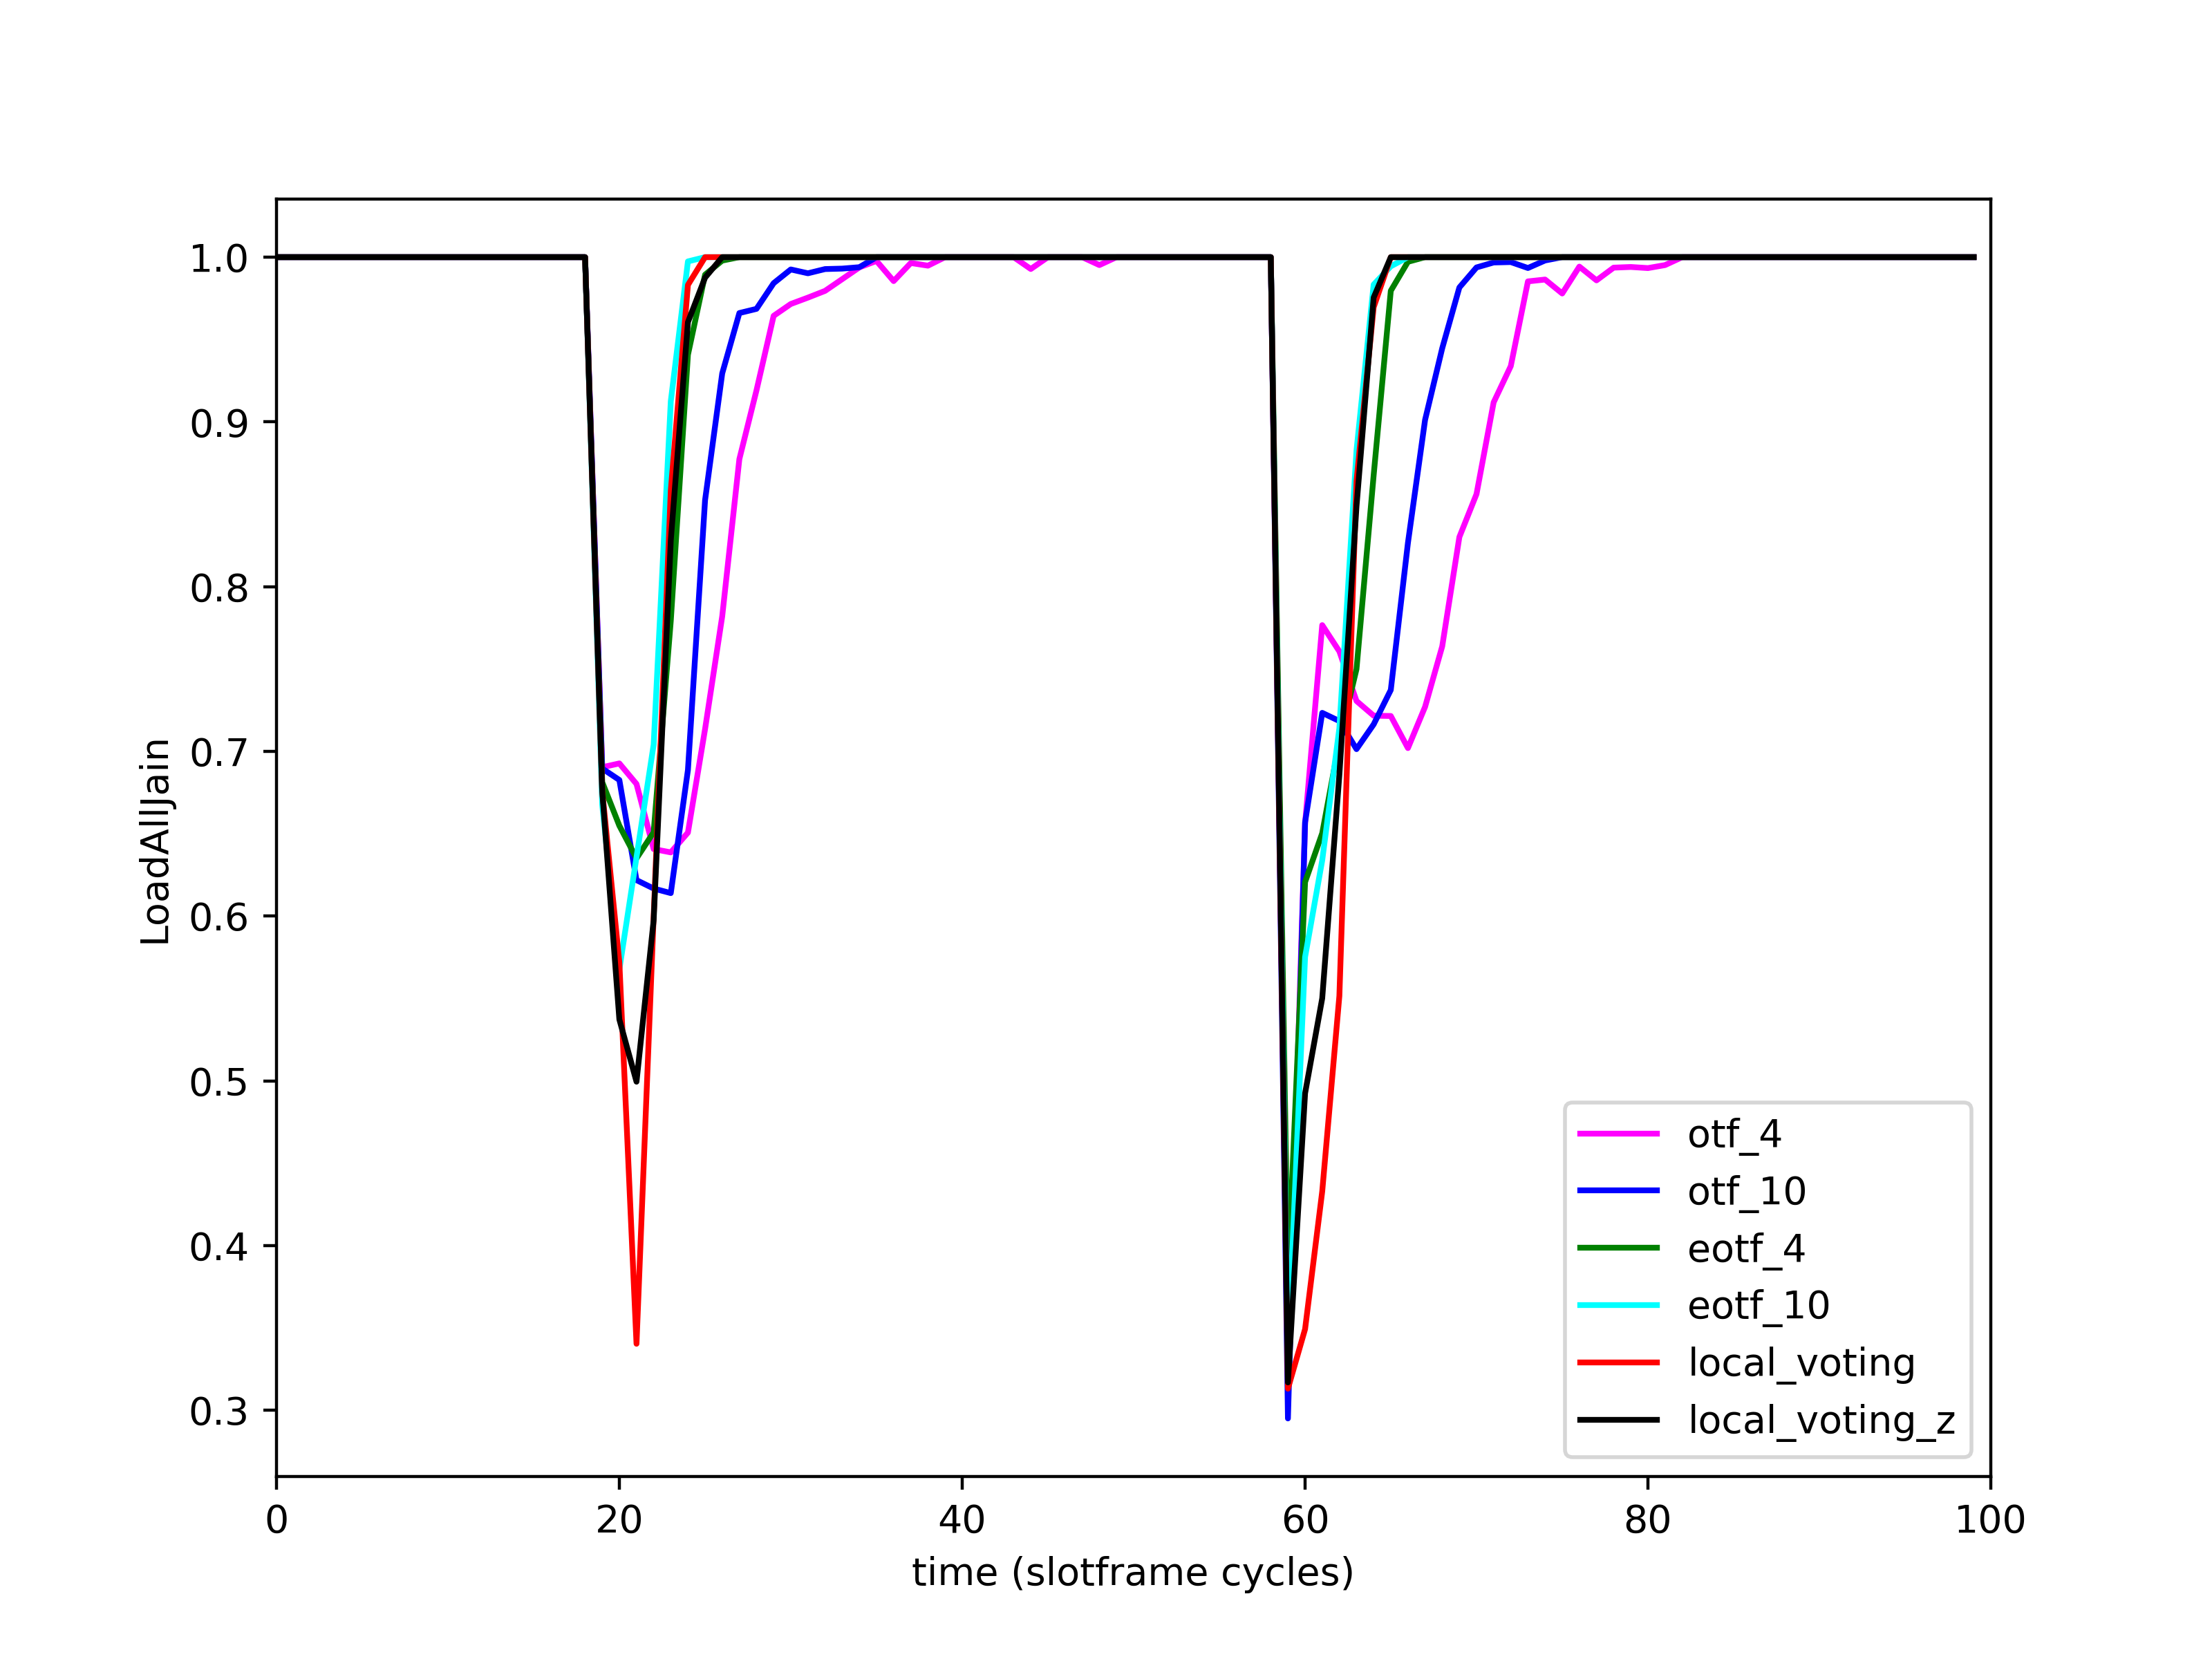 1.0
0.9
0.8
0.7
0.6
0.5
0.4
0.3
LoadAllJain
0 20 40 60 80 100
time (slotframe cycles)
otf_4
otf_10
eotf_4
eotf_10
local_voting
local_voting_z